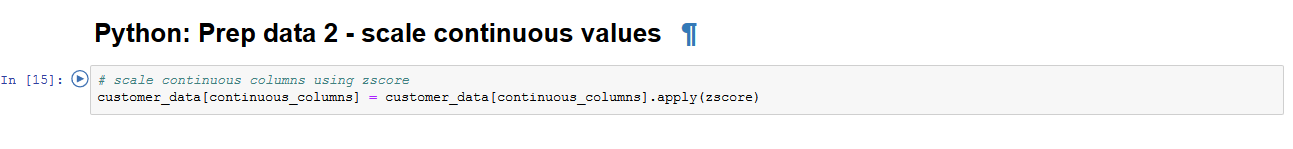 Python: Prep data 2 - scale continuous values ¶
In [15]:
# scale continuous columns using zscore
customer_data[continuous_columns] = customer_data[continuous_columns].apply(zscore)